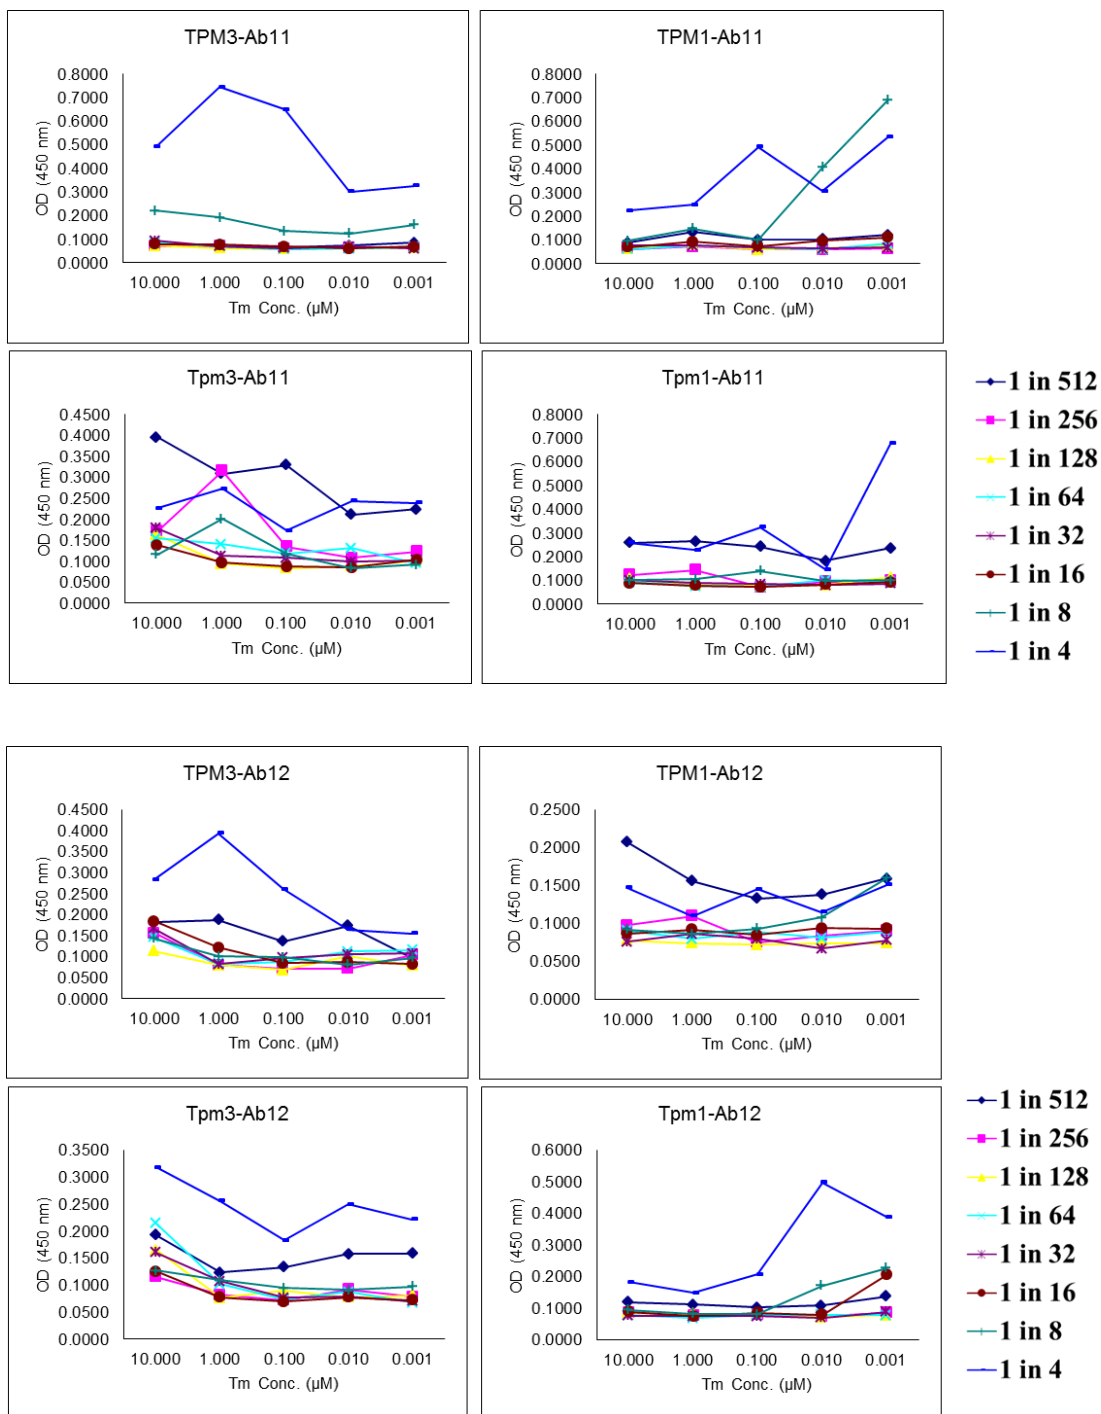 TPM3-Ab11
0.8000
0.7000
0.6000
0.5000
0.4000
0.3000
0.2000
0.1000
0.0000
OD (450 nm)
10.000 1.000 0.100 0.010 0.001
Tm Conc. (µM)
TPM1-Ab11
0.8000
0.7000
0.6000
0.5000
0.4000
0.3000
0.2000
0.1000
0.0000
OD (450 nm)
10.000 1.000 0.100 0.010 0.001
Tm Conc. (µM)
Tpm3-Ab11
0.4500
0.4000
0.3500
0.3000
0.2500
0.2000
0.1500
0.1000
0.0500
0.0000
OD (450 nm)
10.000 1.000 0.100 0.010 0.001
Tm Conc. (µM)
Tpm1-Ab11
0.8000
0.7000
0.6000
0.5000
0.4000
0.3000
0.2000
0.1000
0.0000
OD (450 nm)
10.000 1.000 0.100 0.010 0.001
Tm Conc. (µM)
1 in 512
1 in 256
1 in 128
1 in 64
1 in 32
1 in 16
1 in 8
1 in 4
TPM3-Ab12
0.4500
0.4000
0.3500
0.3000
0.2500
0.2000
0.1500
0.1000
0.0500
0.0000
OD (450 nm)
10.000 1.000 0.100 0.010 0.001
Tm Conc. (µM)
TPM1-Ab12
0.2500
0.2000
0.1500
0.1000
0.0500
0.0000
OD (450 nm)
10.000 1.000 0.100 0.010 0.001
Tm Conc. (µM)
Tpm3-Ab12
0.3500
0.3000
0.2500
0.2000
0.1500
0.1000
0.0500
0.0000
OD (450 nm)
10.000 1.000 0.100 0.010 0.001
Tm Conc. (µM)
Tpm1-Ab12
0.6000
0.5000
0.4000
0.3000
0.2000
0.1000
0.0000
OD (450 nm)
10.000 1.000 0.100 0.010 0.001
Tm Conc. (µM)
1 in 512
1 in 256
1 in 128
1 in 64
1 in 32
1 in 16
1 in 8
1 in 4